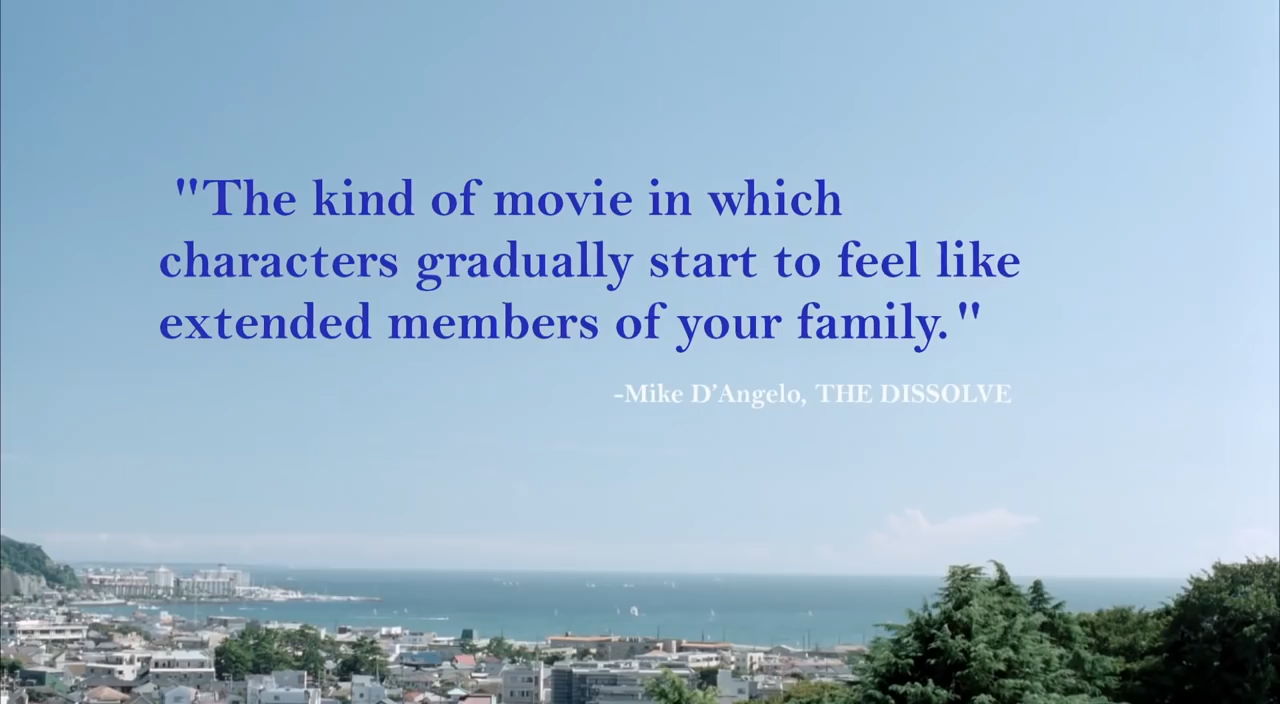 "The kind of movie in which
characters gradually start to feel like
extended members of your family."
-Mike D'Angelo, THE DISSOLVE